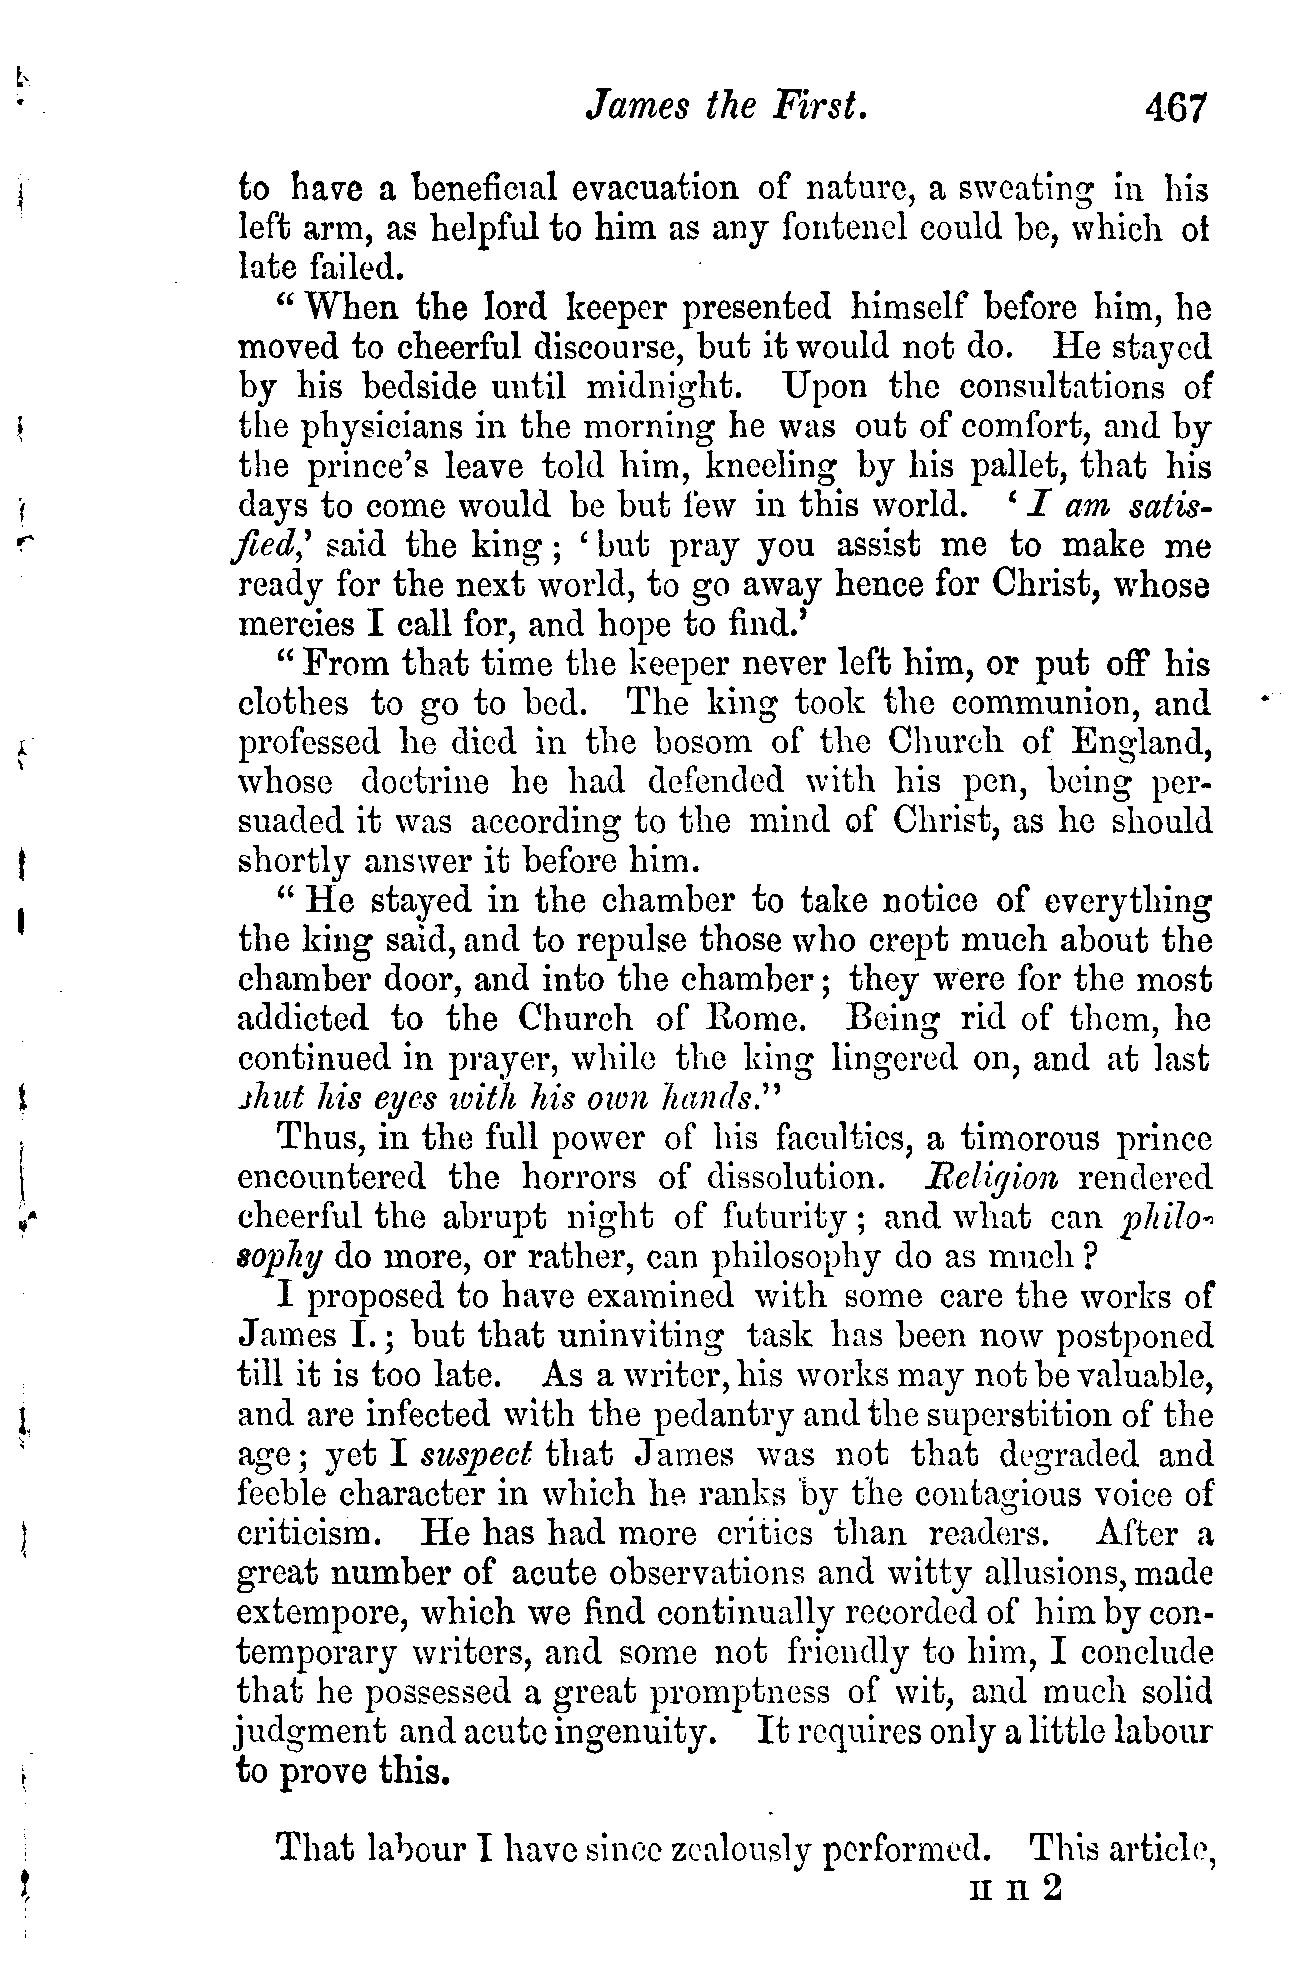 James the First. 467
to have a beneficial evacuation of nature, a sweating in his
left arm, as helpful to him as any fontenel could be, which of
late failed.
“ When the lord keeper presented himself before him, he
moved to cheerful discourse, but it would not do. He stayed
by his bedside until midnight. Upon the consultations of
the physicians in the morning he was out of comfort, and by
the prince’s leave told him, kneeling by his pallet, that his
days to come would be but few in this world. ‘ I am satis-
fied,’ said the king ; ‘ but pray you assist me to make me
ready for the next world, to go away hence for Christ, whose
mercies I call for, and hope to find.’
“ From that time the keeper never left him, or put off his
clothes to go to bed. The king took the communion, and
professed he died in the bosom of the Church of England,
whose doctrine he had defended with his pen, being per-
suaded it was according to the mind of Christ, as he should
shortly answer it before him.
“ He stayed in the chamber to take notice of everything
the king said, and to repulse those who crept much about the
chamber door, and into the chamber ; they were for the most
addicted to the Church of Rome. Being rid of them, he
continued in prayer, while the king lingered on, and at last
shut his eyes with his own hands.”
Thus, in the full power of his faculties, a timorous prince
encountered the horrors of dissolution. Religion rendered
cheerful the abrupt night of futurity ; and what can philo-
sophy do more, or rather, can philosophy do as much ?
I proposed to have examined with some care the works of
James I. ; but that uninviting task has been now postponed
till it is too late. As a writer, his works may not be valuable,
and are infected with the pedantry and the superstition of the
age ; yet I suspect that James was not that degraded and
feeble character in which he ranks by the contagious voice of
criticism. He has had more critics than readers. After a
great number of acute observations and witty allusions, made
extempore, which we find continually recorded of him by con-
temporary writers, and some not friendly to him, I conclude
that he possessed a great promptness of wit, and much solid
judgment and acute ingenuity. It requires only a little labour
to prove this.
That labour I have since zealously performed. This article,
H H 2